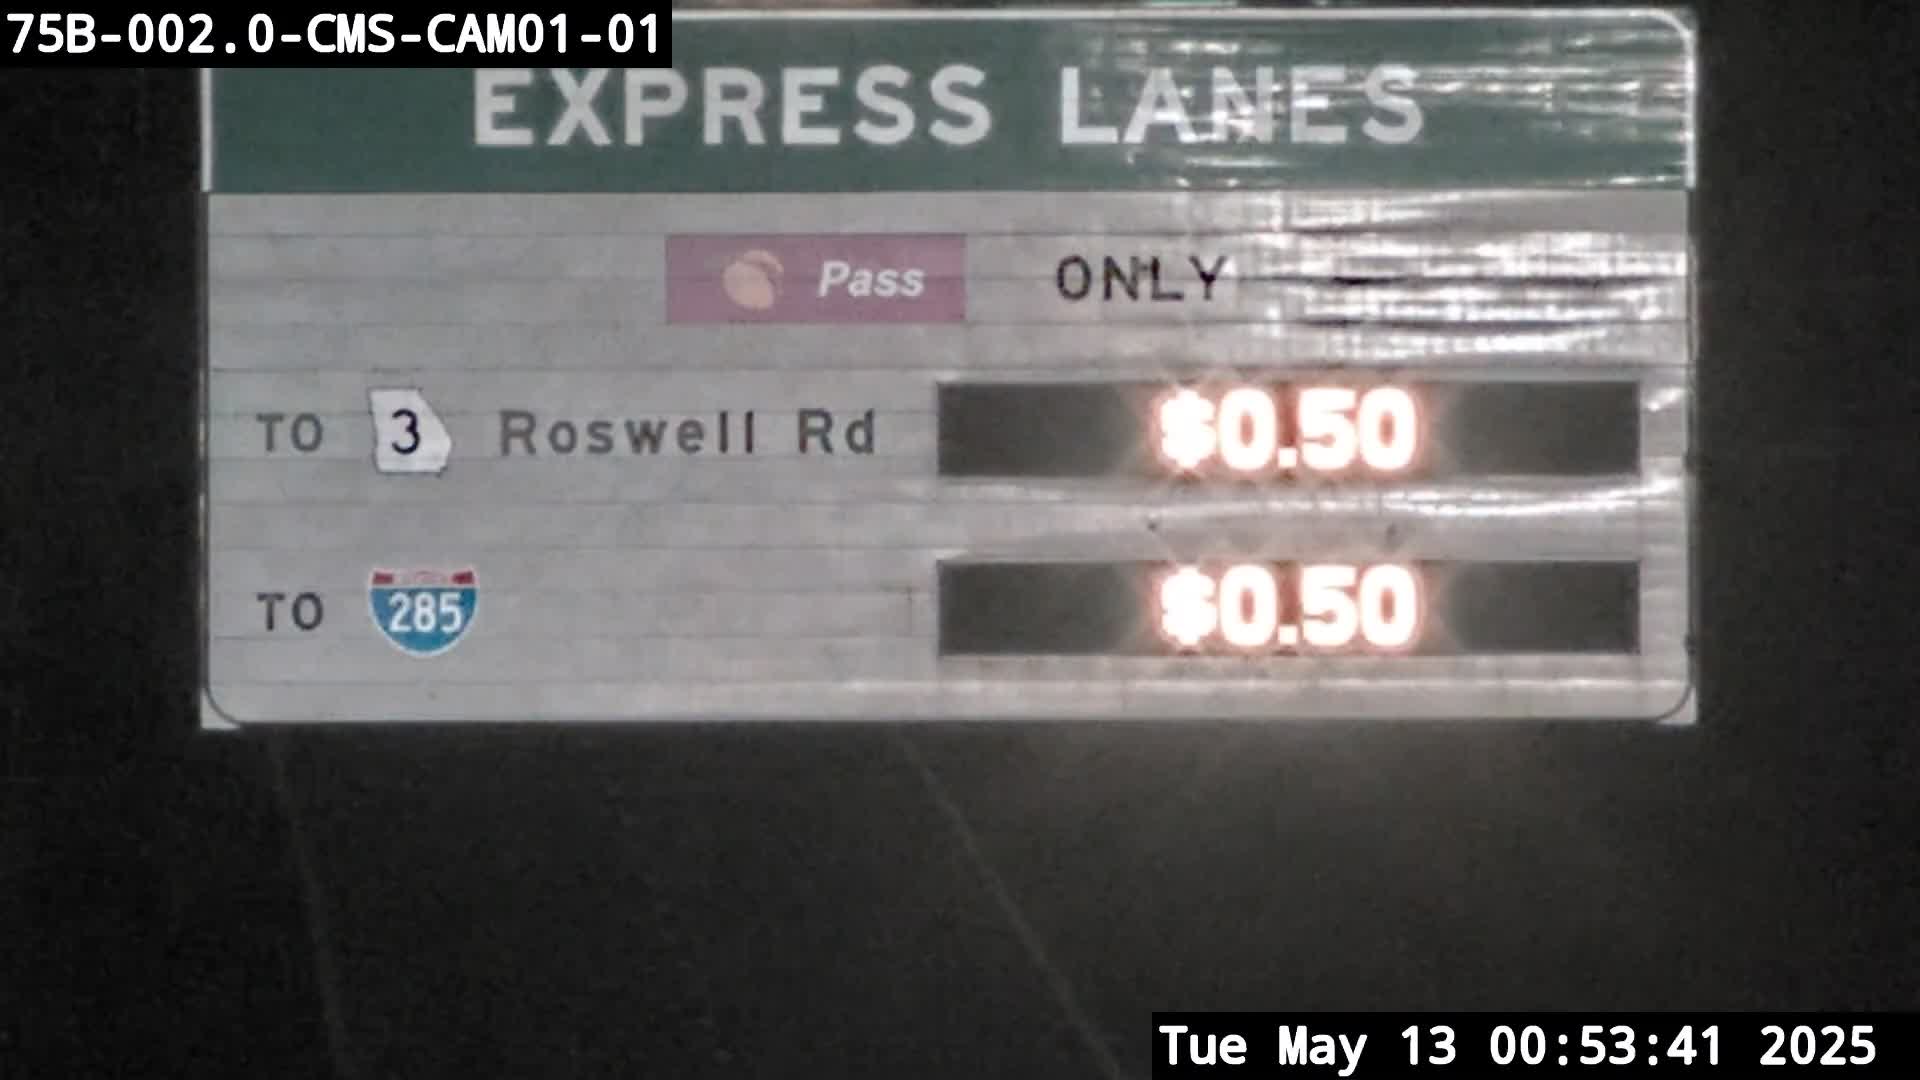 75B-002.0-CMS-CAM01-01
EXPRESS LANES
Pass ONLY
TO 3 Roswell Rd $0.50
TO 285 $0.50
Tue May 13 00:53:41 2025